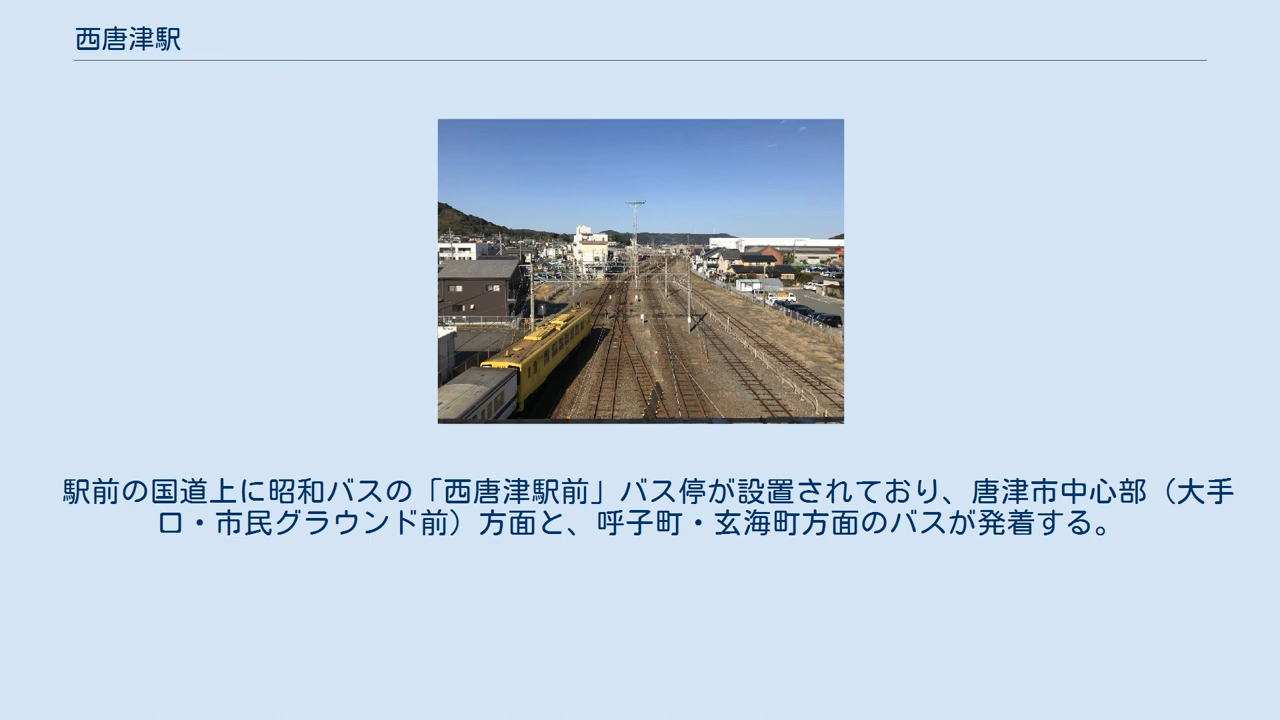 西唐津駅
駅前の国道上に昭和バスの「西唐津駅前」バス停が設置されており、唐津市中心部（大手
口・市民グラウンド前）方面と、呼子町・玄海町方面のバスが発着する。